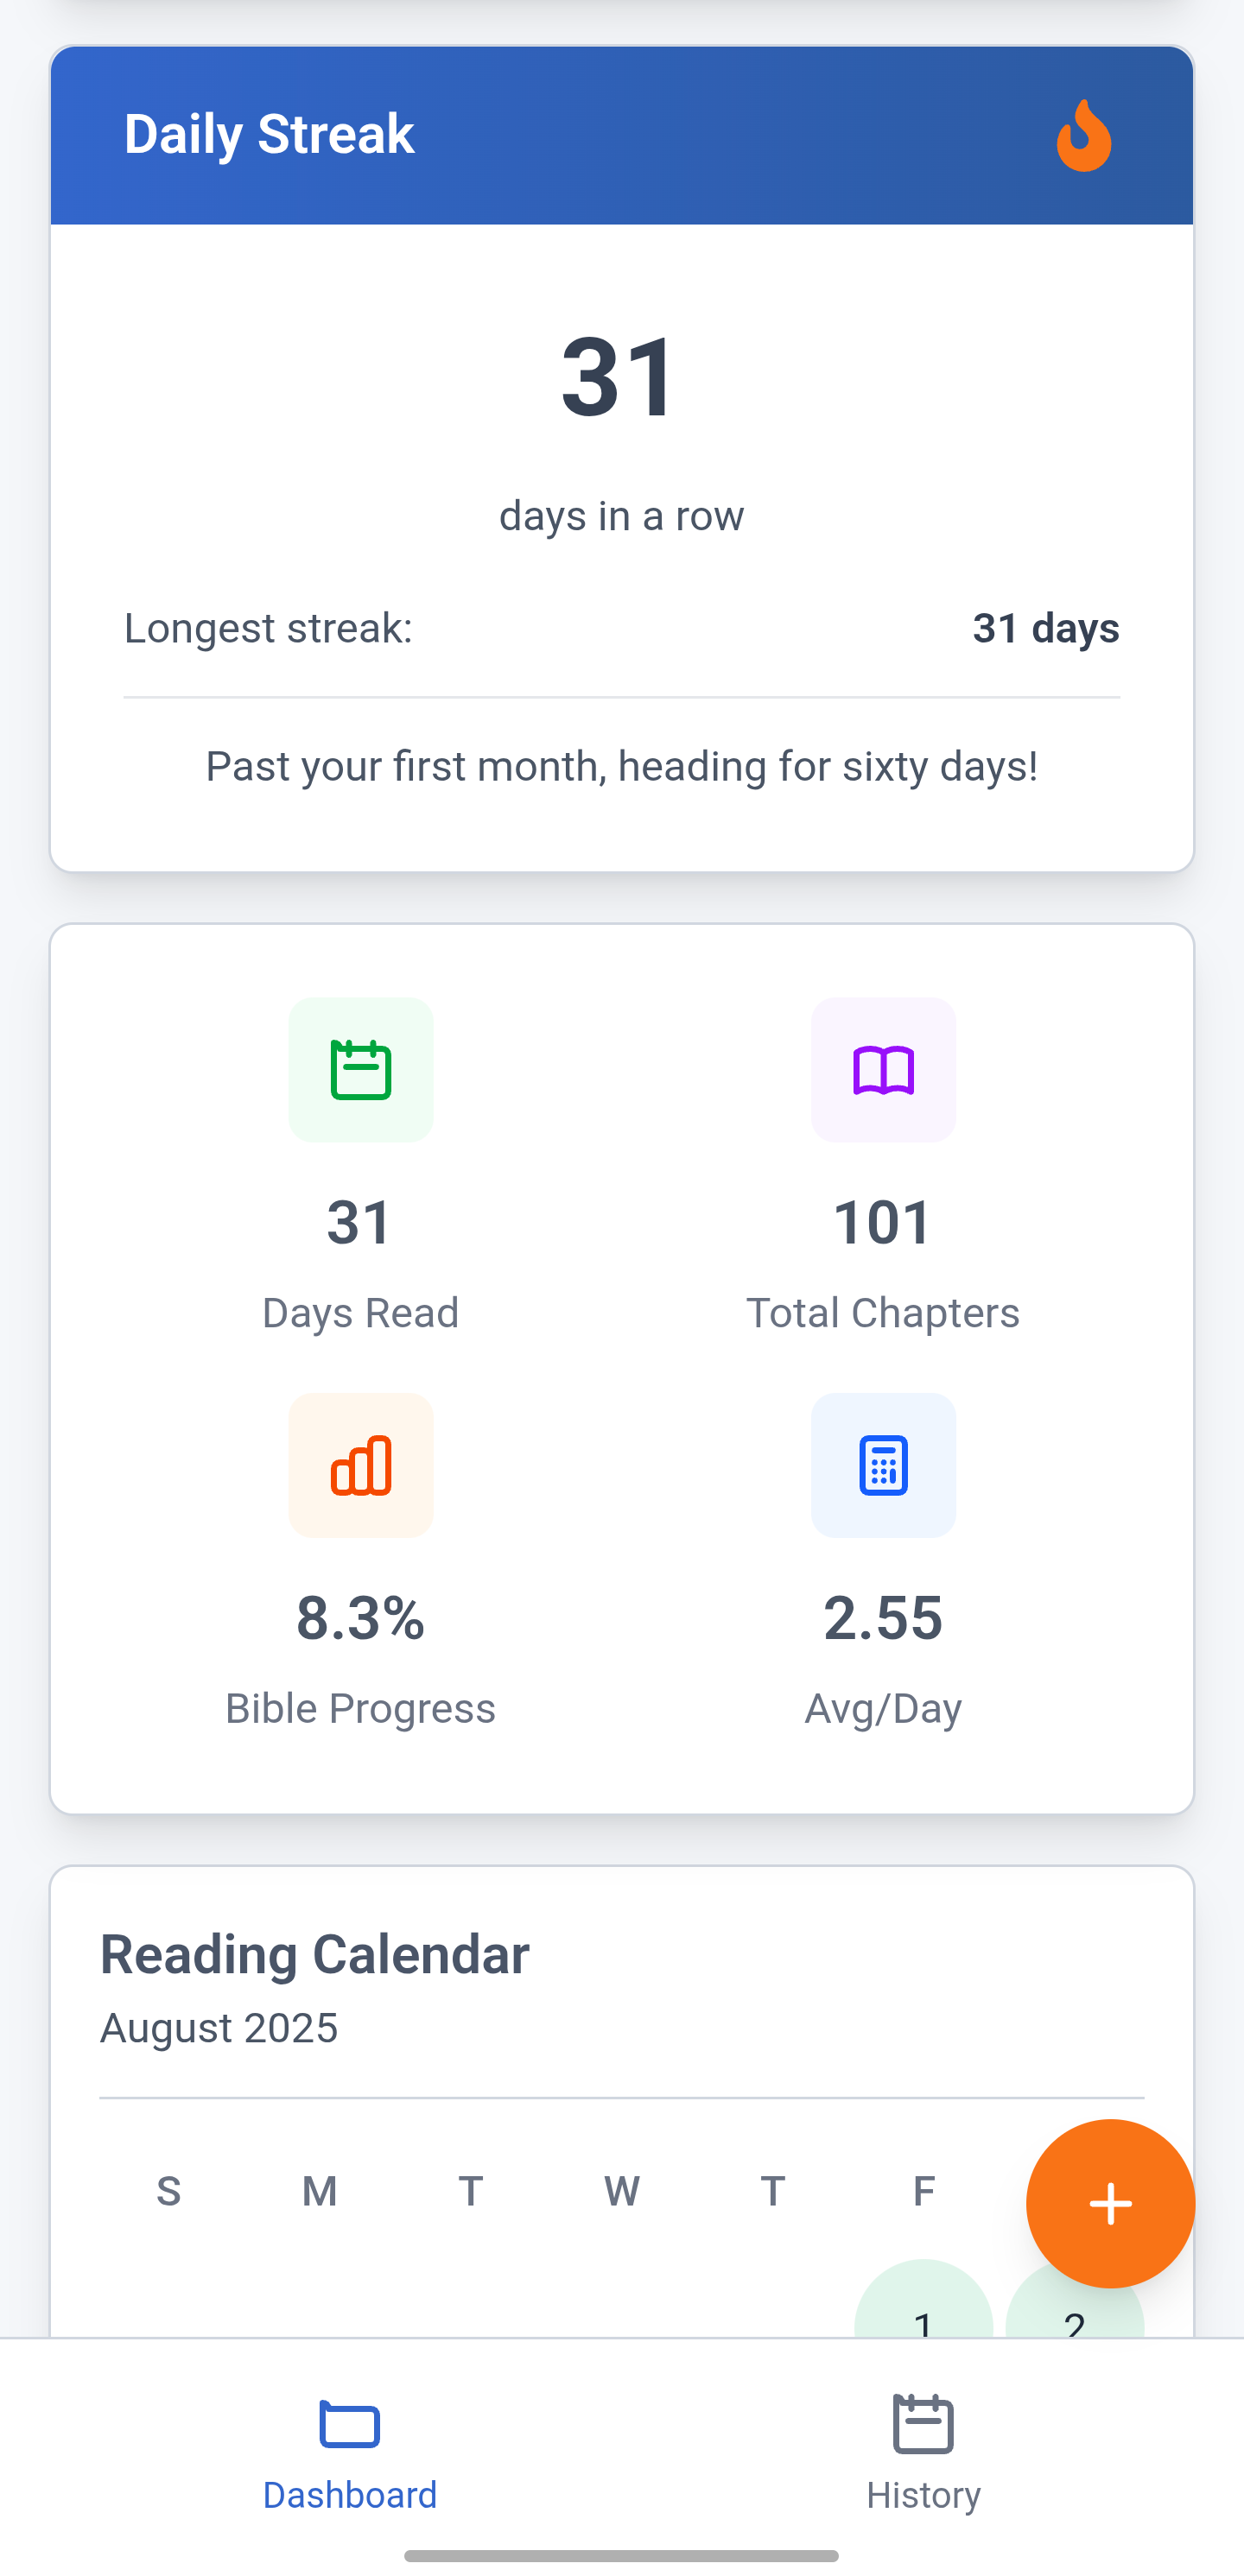 Daily Streak
31
days in a row
Longest streak: 31 days
Past your first month, heading for sixty days!
31 101
Days Read Total Chapters
8.3% 2.55
Bible Progress Avg/Day
Reading Calendar
August 2025
S M T W T F
1 2
Dashboard History